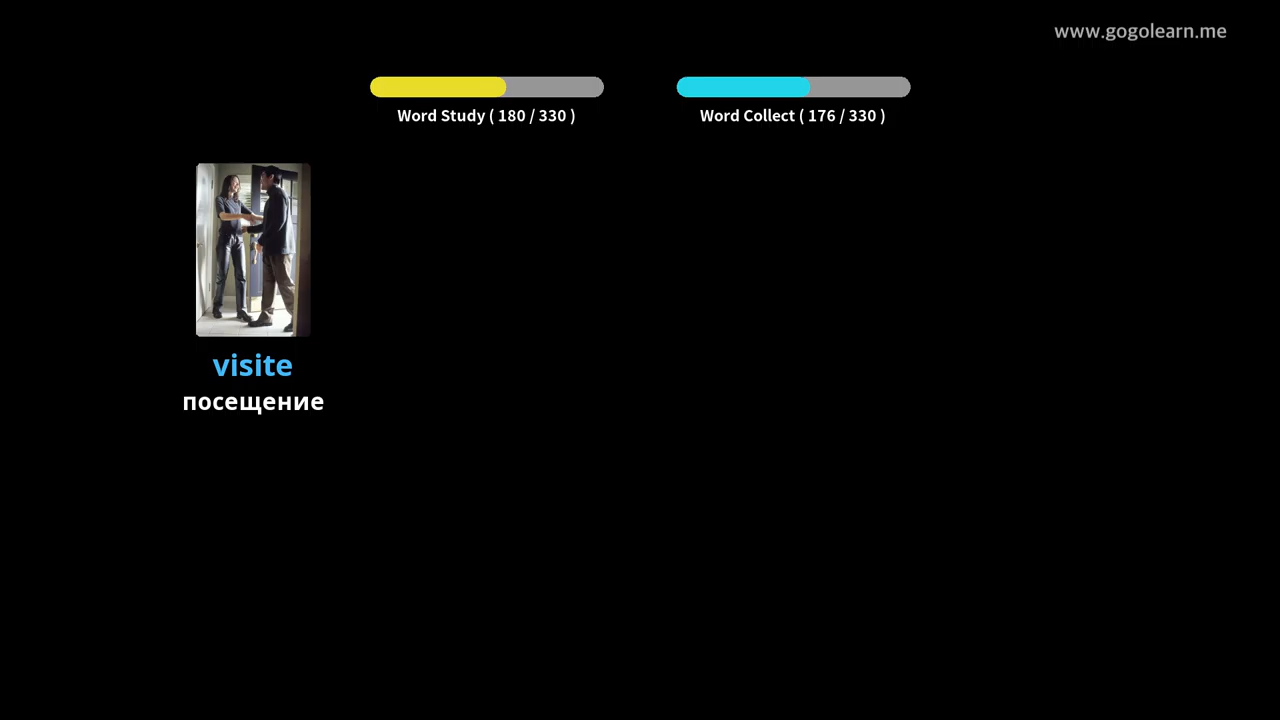 www.gogolearn.me
Word Study ( 180 / 330 )
Word Collect ( 176 / 330 )
visite
посещение